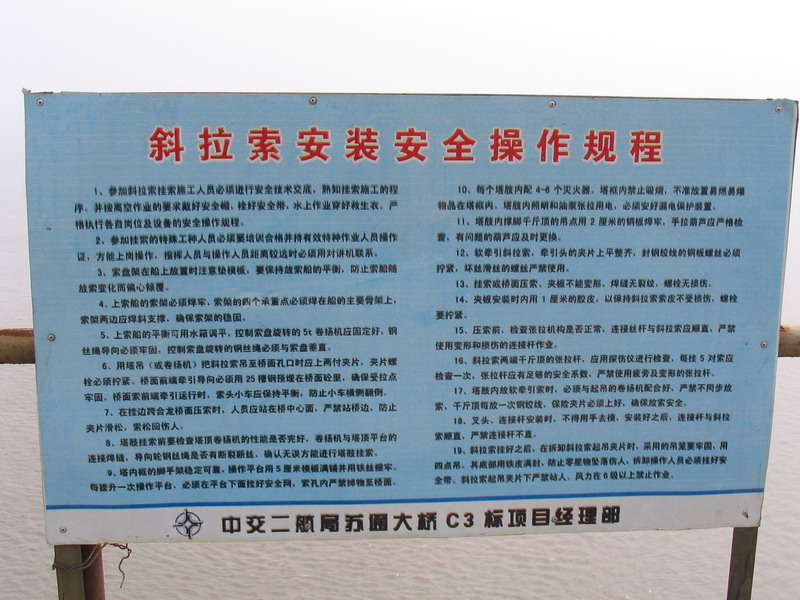 斜拉索安装安全操作规程
1、参加斜拉索挂索施工人员必须进行安全技术交底，熟知挂索施工的程
序。并按高空作业的要求戴好安全帽，栓好安全带，水上作业穿好救生衣。严
格执行各自岗位及设备的安全操作规程。
2、参加挂索的特殊工种人员必须要培训合格并持有效特种作业人员操作
证，方能上岗操作，指挥人员与操作人员距离较远时必须用对讲机联系。
3、索盘架在船上放置时注意垫模板，要保持放索船的平衡，防止索船随
放索变化而偏心倾覆。
4、上索船的索架必须焊牢，索架的四个承重点必须焊在船的主要骨架上，
索架两边应焊斜支撑，确保索架的稳固。
5、上索船的平衡可用水箱调平，控制索盘旋转的5t卷扬机应固定好，钢
丝绳导向必须牢固，控制索盘旋转的钢丝绳必须与索盘垂直。
6、用塔吊（或卷扬机）把斜拉索吊至桥面孔口时应上两付夹片，夹片螺
栓必须拧紧。桥面前端牵引导向必须用25槽钢预埋在桥面砼里，确保受拉点
牢固。桥面索前端牵引运行时，索头小车应保持平衡，防止小车横侧翻倒。
7、在挂边跨合龙桥面压索时，人员应站在桥中心面，严禁站桥边、防止
夹片滑松，索松回伤人。
8、塔肢挂索前要检查塔顶卷扬机的性能是否完好，卷扬机与塔顶平台的
连接焊缝，导向轮钢丝绳是否有断裂断丝，确认无误方能进行塔肢挂索。
9、塔内框的脚手架稳定可靠，操作平台用5厘米模板满铺并用铁丝绷牢。
每提升一次操作平台，必须在平台下面挂好安全网，索孔内严禁掉物至桥面。
10、每个塔肢内配4-6个灭火器，塔框内禁止吸烟，不准放置易燃易爆
物品在塔框内。塔肢内照明和油泵张拉用电，必须安好漏电保护装置。
11、塔肢内撑脚千斤顶的吊点用2厘米的钢板焊牢，手拉葫芦应严格检
查，有问题的葫芦应及时更换。
12、软牵引斜拉索，牵引头的夹片上平整齐，封钢绞线的钢板螺丝必须
拧紧，坏丝滑丝的螺丝严禁使用。
13、挂索或桥面压索、夹板不能变形，焊缝无裂纹，螺栓无损伤。
14、夹板安装时内用1厘米的胶皮，以保持斜拉索索皮不受损伤，螺栓
要拧紧。
15、压索前，检查张拉机构是否正常，连接丝杆与斜拉索应顺直，严禁
使用变形和损伤的连接杆作业。
16、斜拉索两端千斤顶的张拉杆，应用探伤仪进行检查，每挂5对索应
检查一次、张拉杆应有足够的安全系数，严禁使用疲劳及变形的张拉杆。
17、塔肢内放软牵引索时，必须与起吊的卷扬机配合好，严禁不同步放
索，千斤顶每放一次钢绞线，保险夹片必须上好，确保放索安全。
18、叉头、连接杆安装时、不得用手去摸，安装好之后，连接杆与斜拉
索顺直，严禁连接杆不直。
19、斜拉索挂好之后，在拆卸斜拉索起吊夹片时，采用的吊笼要牢固，用
四点吊。其底部用铁皮满封，防止零星物坠落伤人，拆卸操作人员必须挂好安
全带。斜拉索起吊夹片下严禁站人，风力在6级以上禁止作业。
中交二航局苏通大桥C3标项目经理部